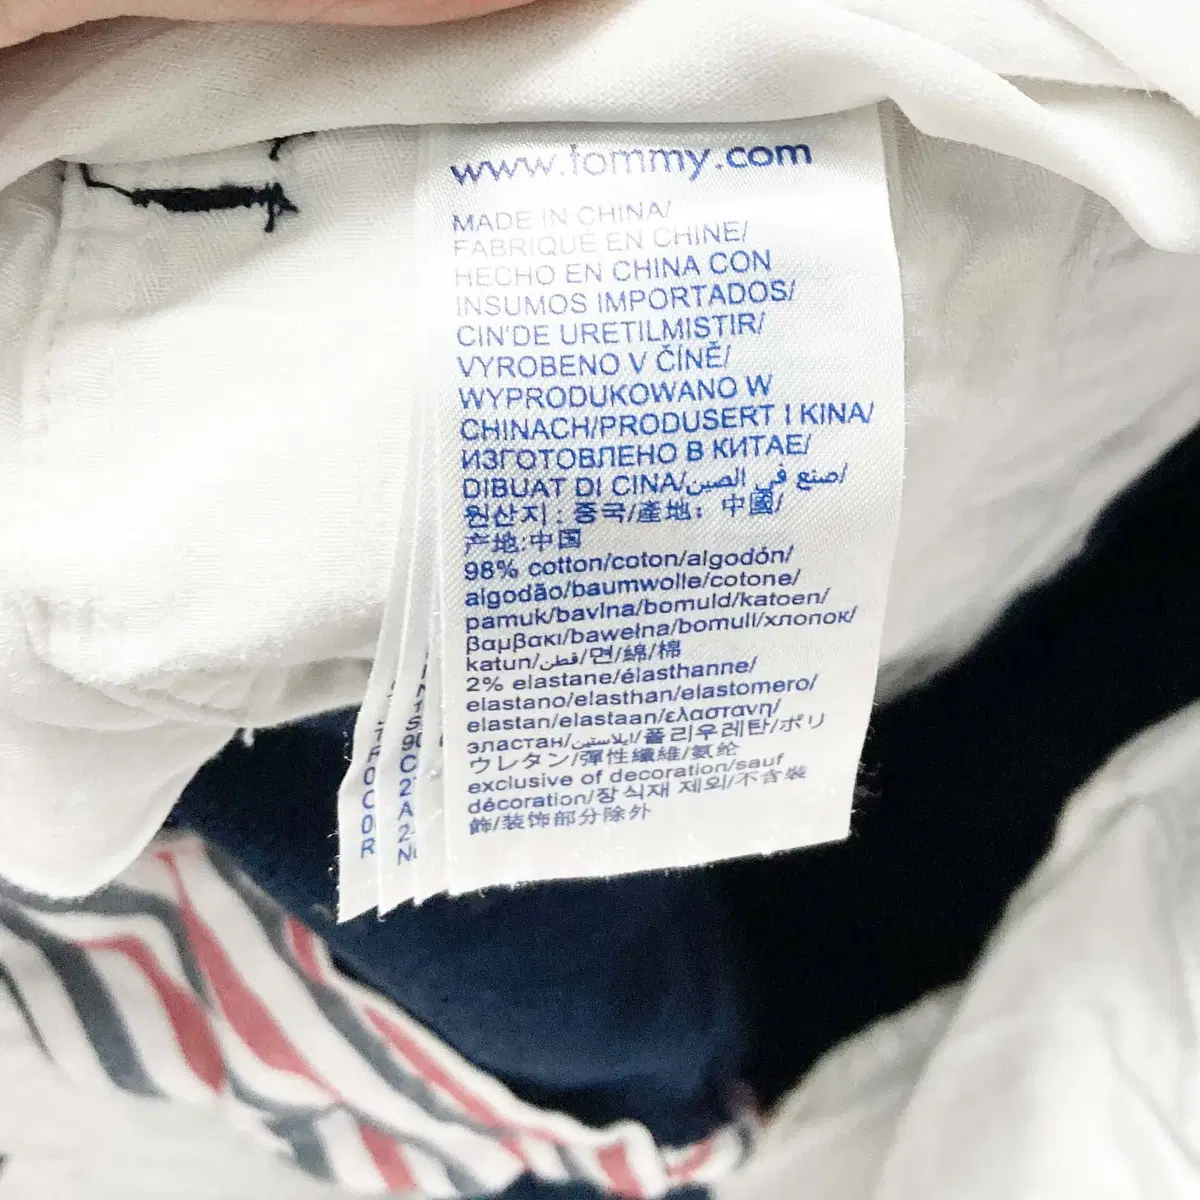 www.tommy.com
MADE IN CHINA/
FABRIQUÉ EN CHINE/
HECHO EN CHINA CON
INSUMOS IMPORTADOS/
CIN'DE URETILMISTIR/
VYROBENO V ČÍNĚ/
WYPRODUKOWANO W
CHINACH/PRODUSERT I KINA/
ИЗГОТОВЛЕНО В КИТАЕ/
DIBUAT DI CINA/صنع في الصين/
원산지 : 중국/產地: 中國/
产地:中国
98% cotton/coton/algodón/
algodão/baumwolle/cotone/
pamuk/bavlna/bomuld/katoen/
βαμβακι/bawełna/bomull/хлопок/
katun/قطن/면/綿/棉
2% elastane/élasthanne/
elastano/elasthan/elastomero/
elastan/elastaan/ελαστανη/
эластан/ايلاستين/폴리우레탄/ポリ
ウレタン/彈性纖維/氨纶
exclusive of decoration/sauf
décoration/장식재 제외/不含裝
飾/装饰部分除外